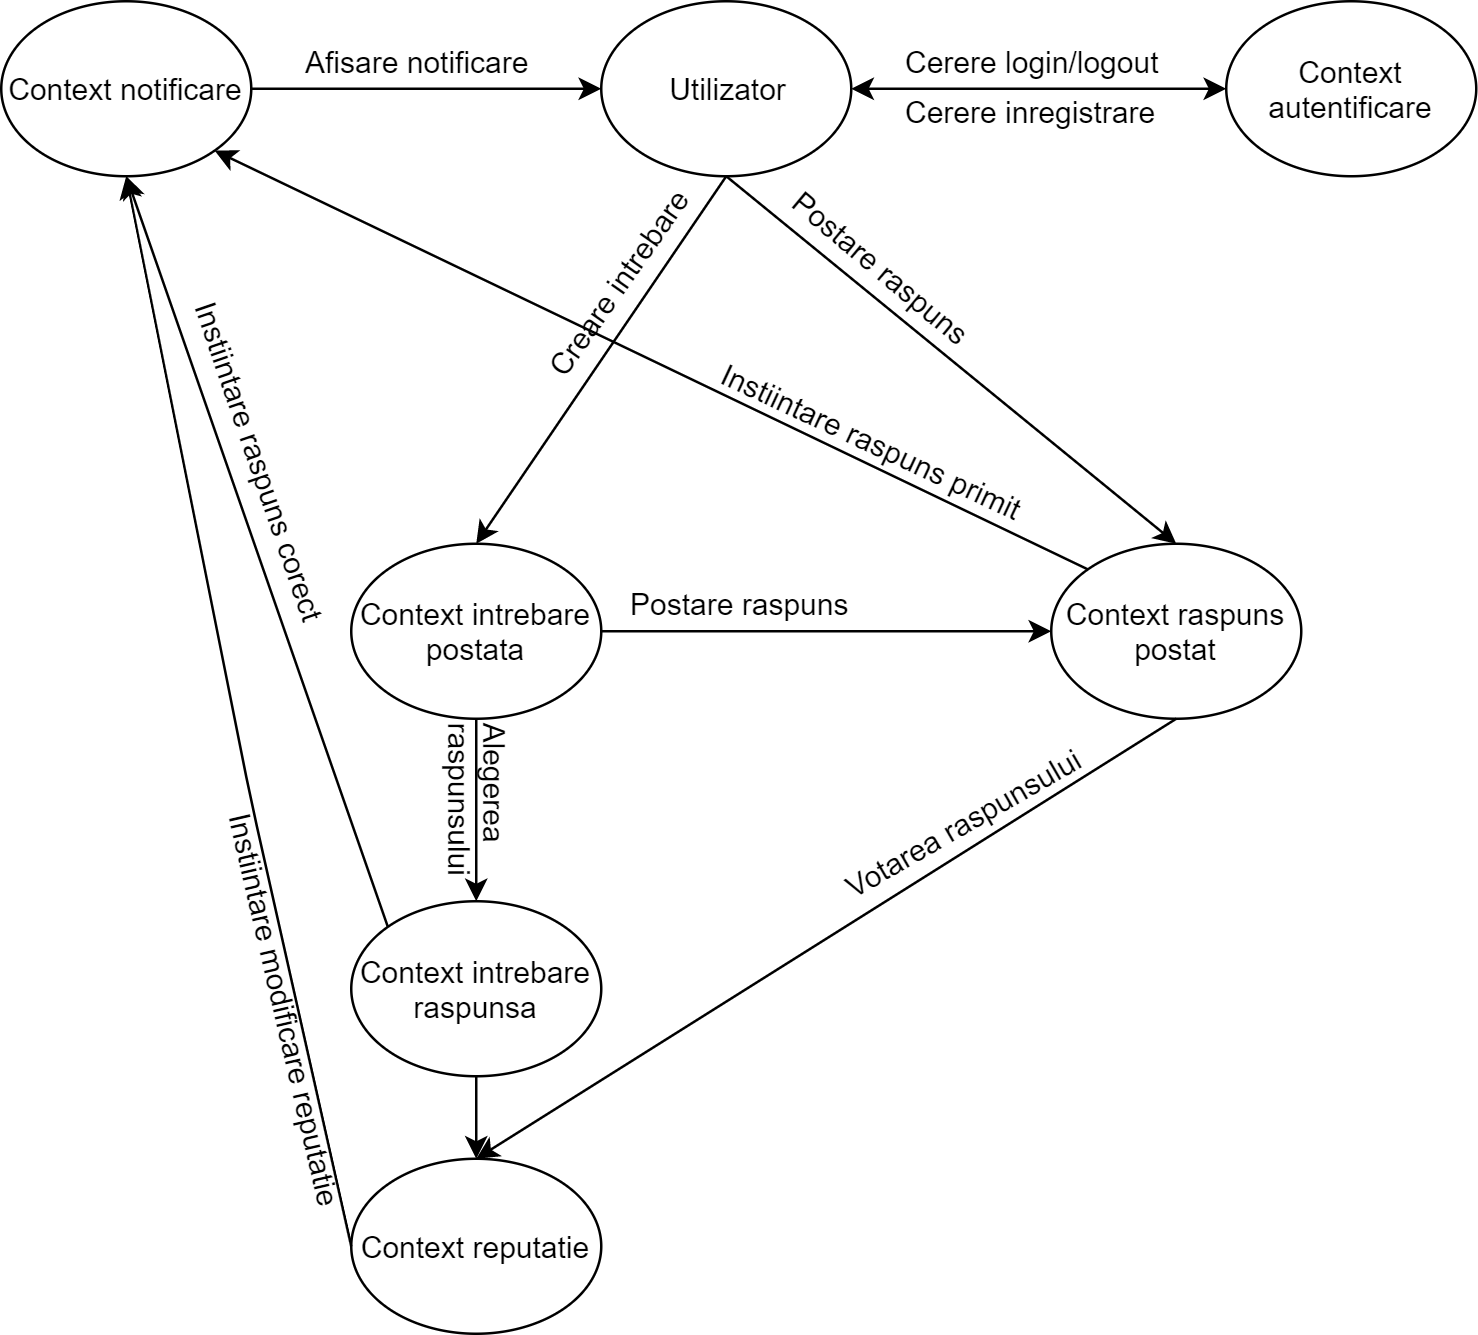 Context notificare
Afisare notificare
Utilizator
Cerere login/logout
Cerere inregistrare
Context
autentificare
Creare intrebare
Postare raspuns
Instiintare raspuns primit
Instiintare raspuns corect
Context intrebare
postata
Postare raspuns
Context raspuns
postat
Alegerea
raspunsului
Votarea raspunsului
Instiintare modificare reputatie
Context intrebare
raspunsa
Context reputatie